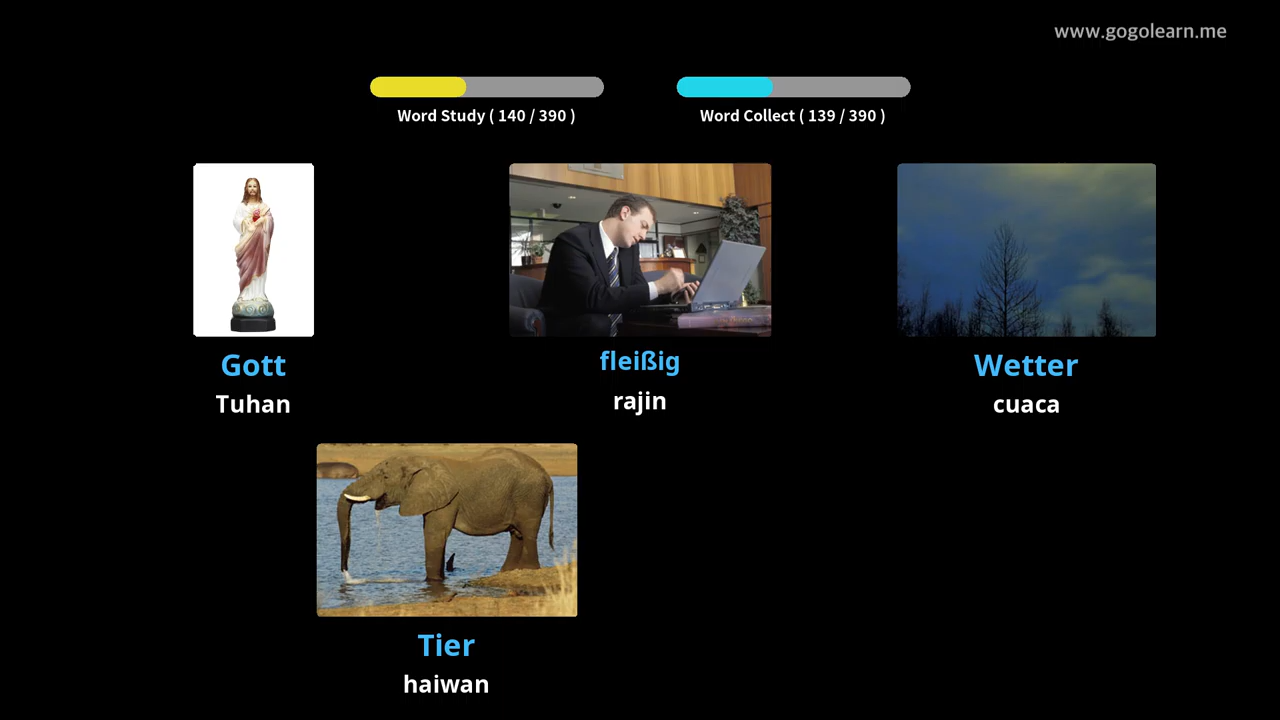 www.gogolearn.me
Word Study ( 140 / 390 )
Word Collect ( 139 / 390 )
Gott
Tuhan
fleißig
rajin
Wetter
cuaca
Tier
haiwan